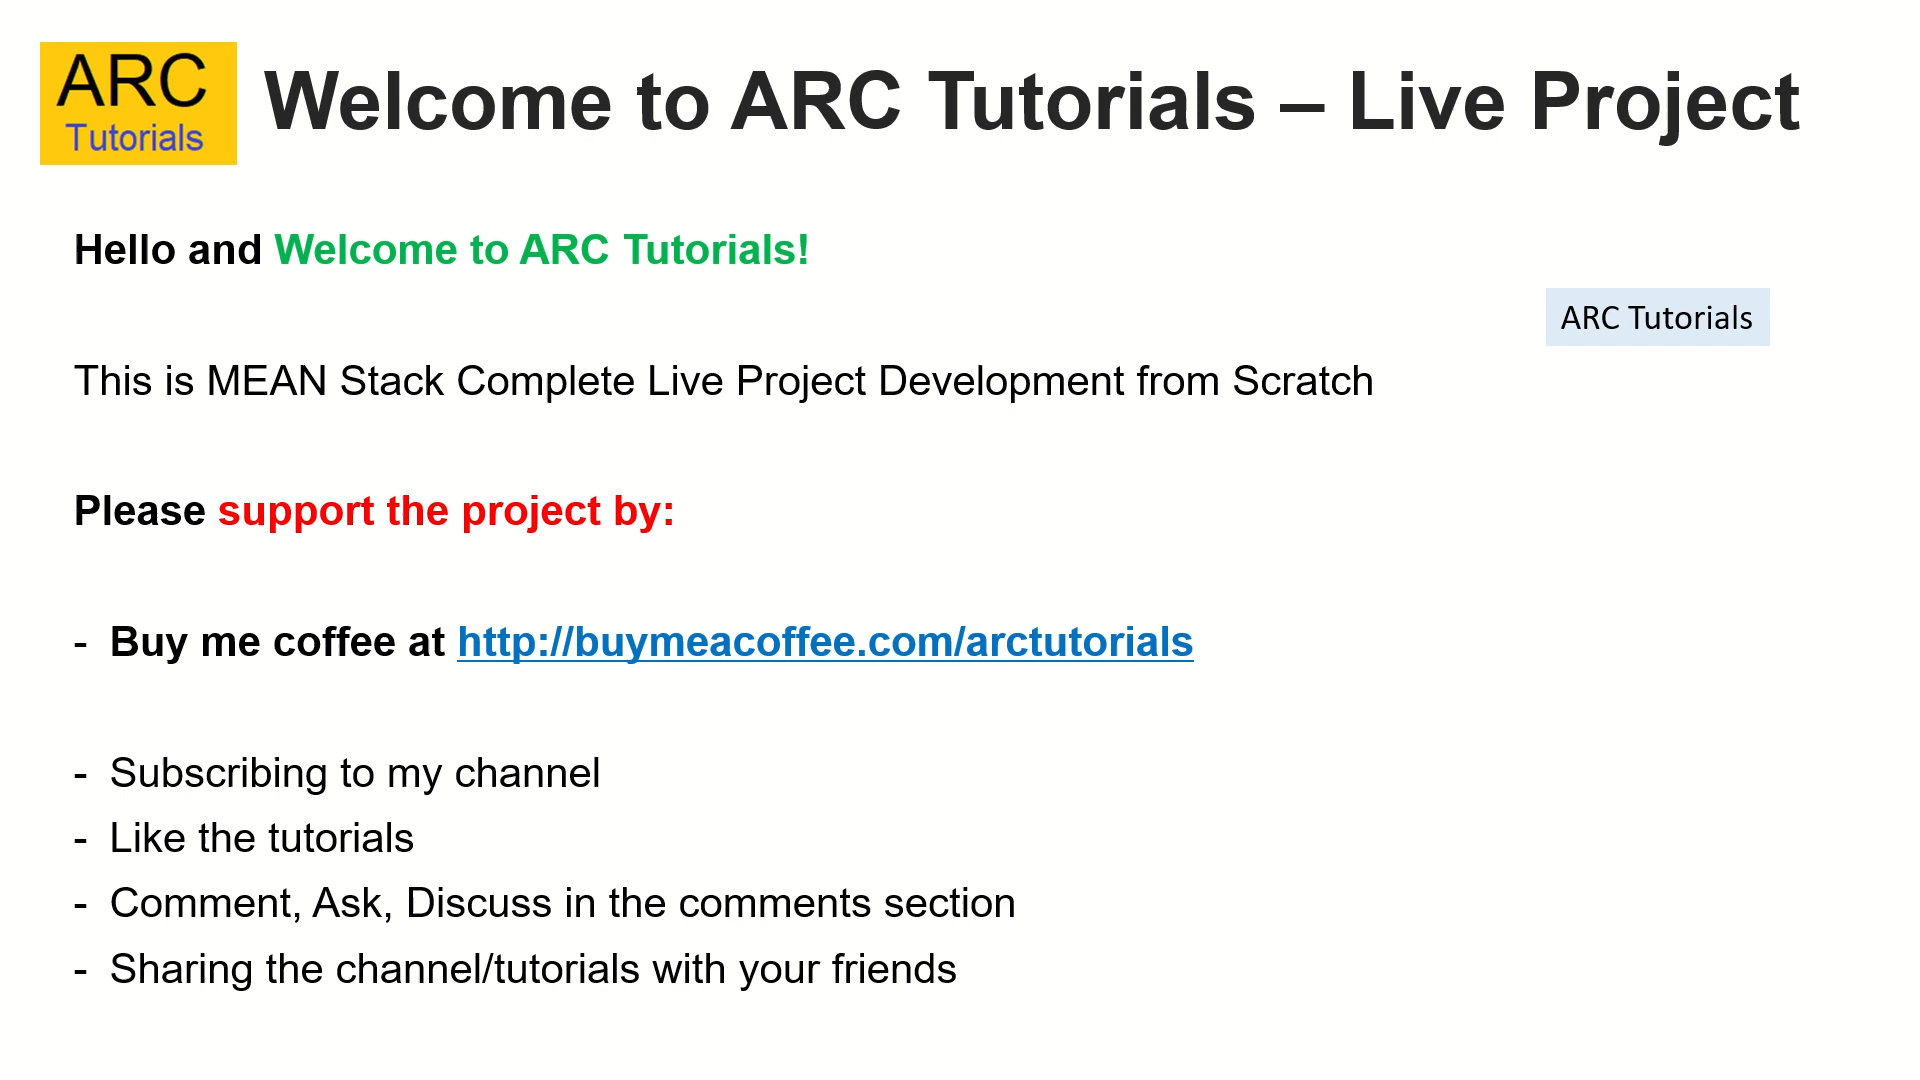 ARC
Tutorials
Welcome to ARC Tutorials – Live Project
Hello and Welcome to ARC Tutorials!
ARC Tutorials
This is MEAN Stack Complete Live Project Development from Scratch
Please support the project by:
- Buy me coffee at http://buymeacoffee.com/arctutorials
- Subscribing to my channel
- Like the tutorials
- Comment, Ask, Discuss in the comments section
- Sharing the channel/tutorials with your friends